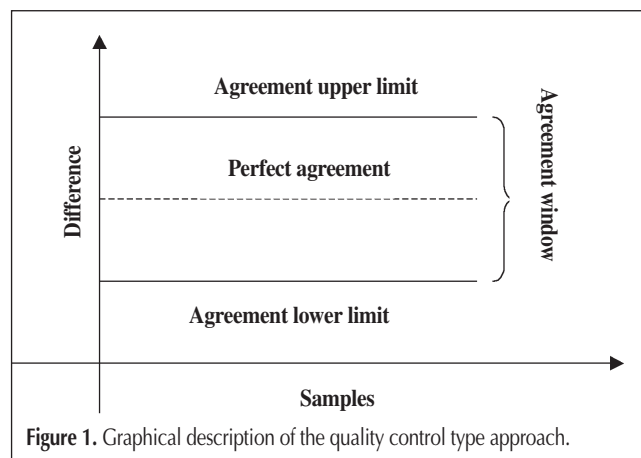 Agreement upper limit
Perfect agreement
Agreement lower limit
Difference
Agreement window
Samples
Figure 1. Graphical description of the quality control type approach.